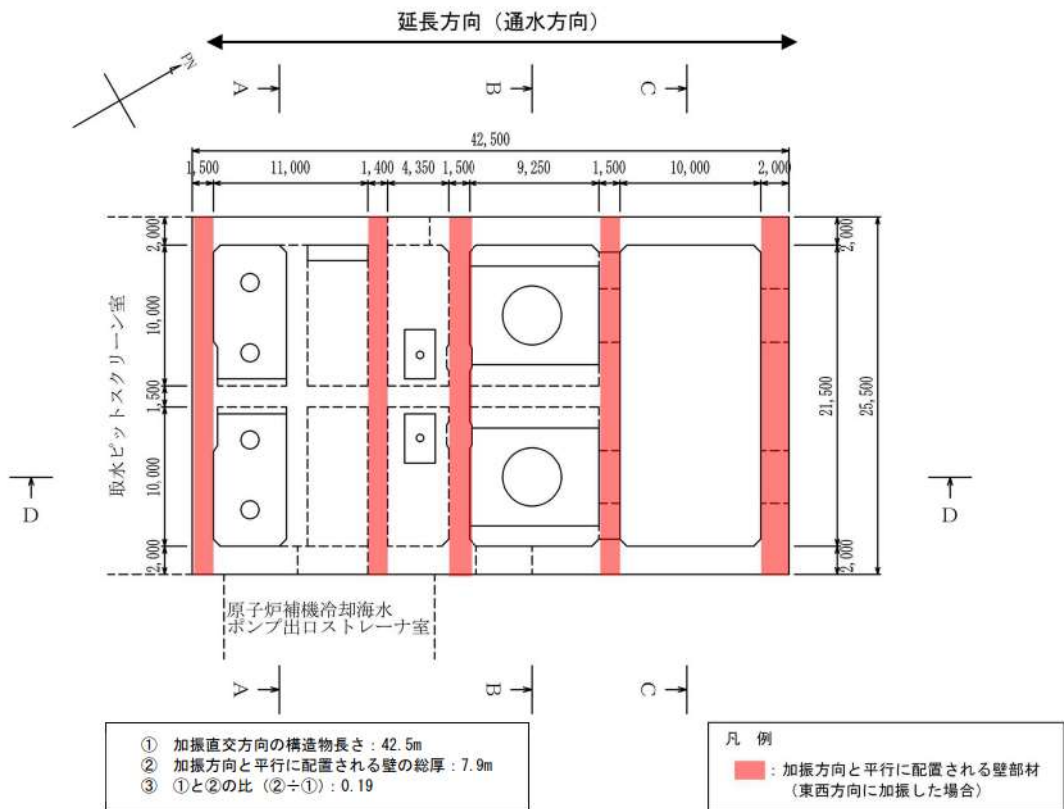 延長方向(通水方向)
PN
A
B
C
42,500
1,500
11,000
1,400
4,350
1,500
9,250
1,500
10,000
2,000
2,000
10,000
1,500
10,000
2,000
2,000
21,500
25,500
2,000
取水ピットスクリーン室
D
D
原子炉補機冷却海水
ポンプ出口ストレーナ室
A
B
C
① 加振直交方向の構造物長さ:42.5m
② 加振方向と平行に配置される壁の総厚:7.9m
③ ①と②の比(②÷①):0.19
凡 例
:加振方向と平行に配置される壁部材
(東西方向に加振した場合)